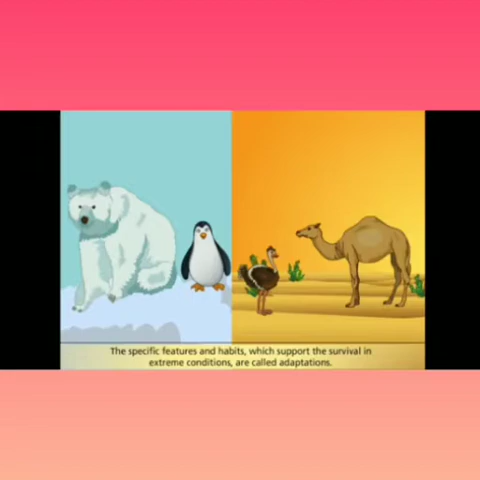 The specific features and habits, which support the survival in
extreme conditions, are called adaptations.